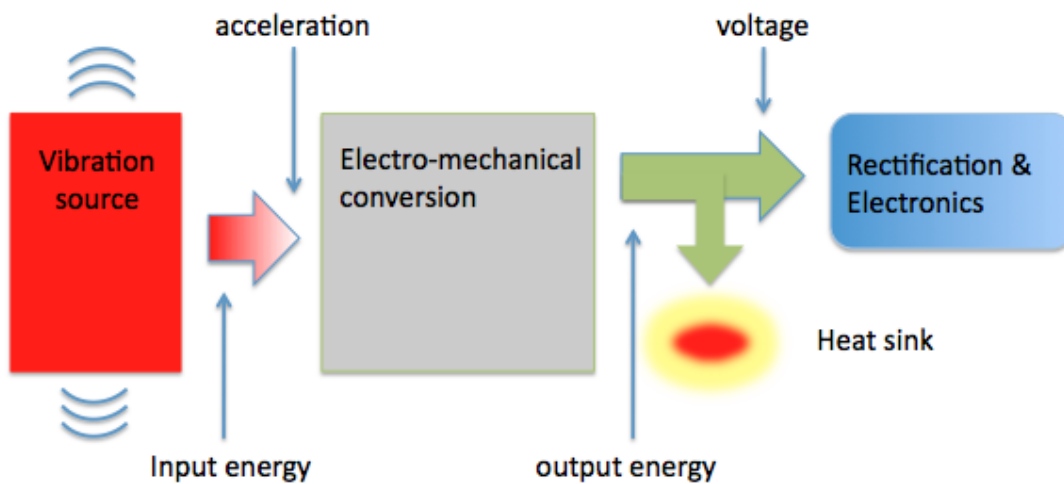 acceleration
voltage
Vibration
source
Electro-mechanical
conversion
Rectification &
Electronics
Heat sink
Input energy
output energy